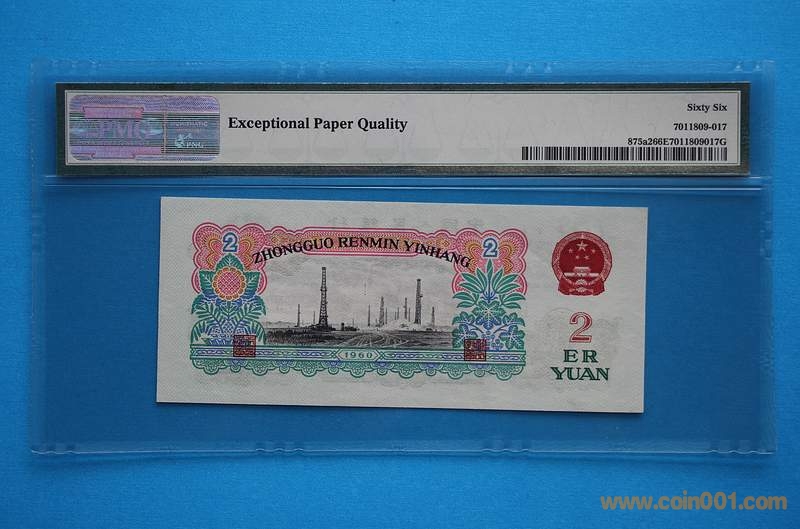 PMG
Exceptional Paper Quality
Sixty Six
7011809-017
875a266E7011809017G
2 ZHONGGUO RENMIN YINHANG 2
1960
2
ER
YUAN
www.coin001.com